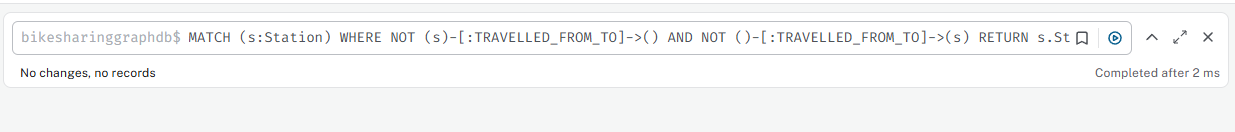 bikesharinggraphdb$ MATCH (s:Station) WHERE NOT (s)-[:TRAVELLED_FROM_TO]->() AND NOT ()-[:TRAVELLED_FROM_TO]->(s) RETURN s.St
No changes, no records
Completed after 2 ms